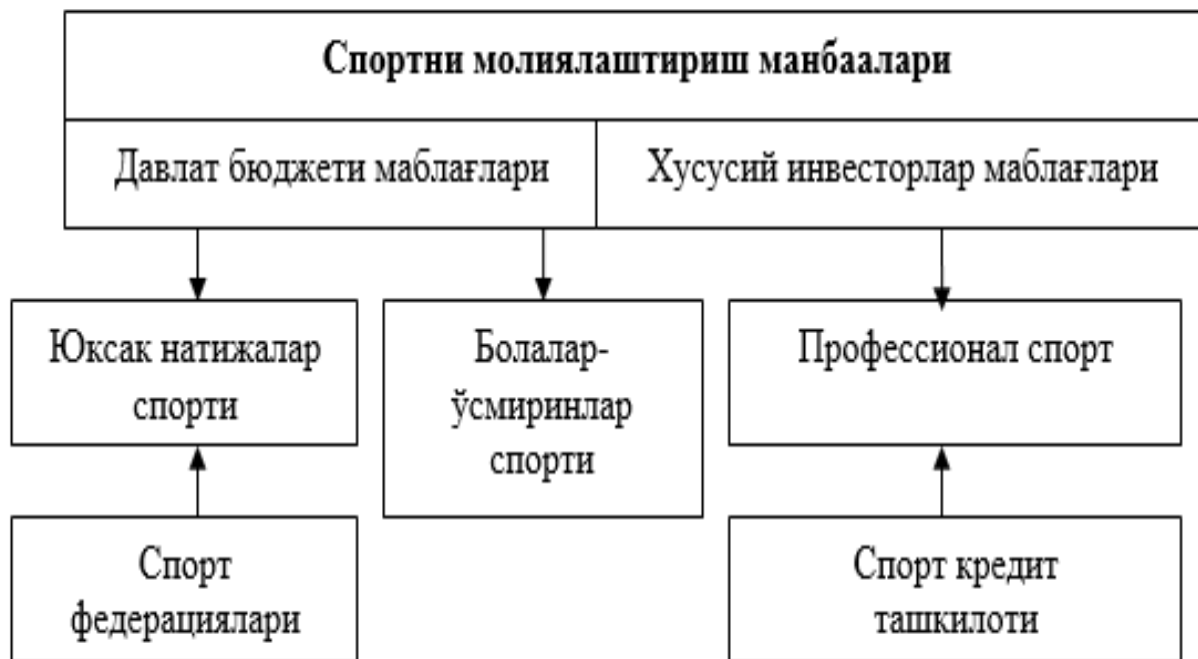 Спортни молиялаштириш манбаалари
Давлат бюджети маблағлари
Хусусий инвесторлар маблағлари
Юксак натижалар
спорти
Болалар-
ўсмиринлар
спорти
Профессионал спорт
Спорт
федерациялари
Спорт кредит
ташкилоти